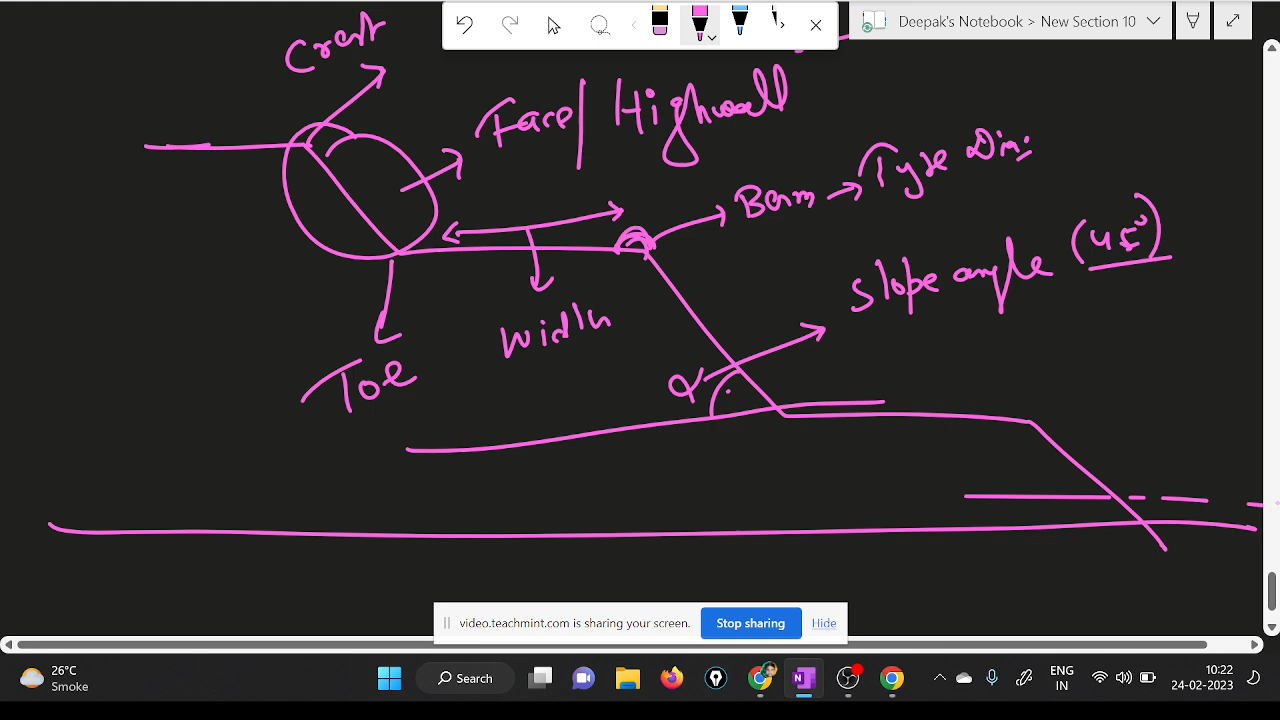 Deepak's Notebook > New Section 10
Crest
Face/ Highwall
Berm → Tyre Dia:
Slope angle (45°)
Width
α
Toe
video.teachmint.com is sharing your screen.
Stop sharing
Hide
26°C
Smoke
Search
ENG
IN
10:22
24-02-2023